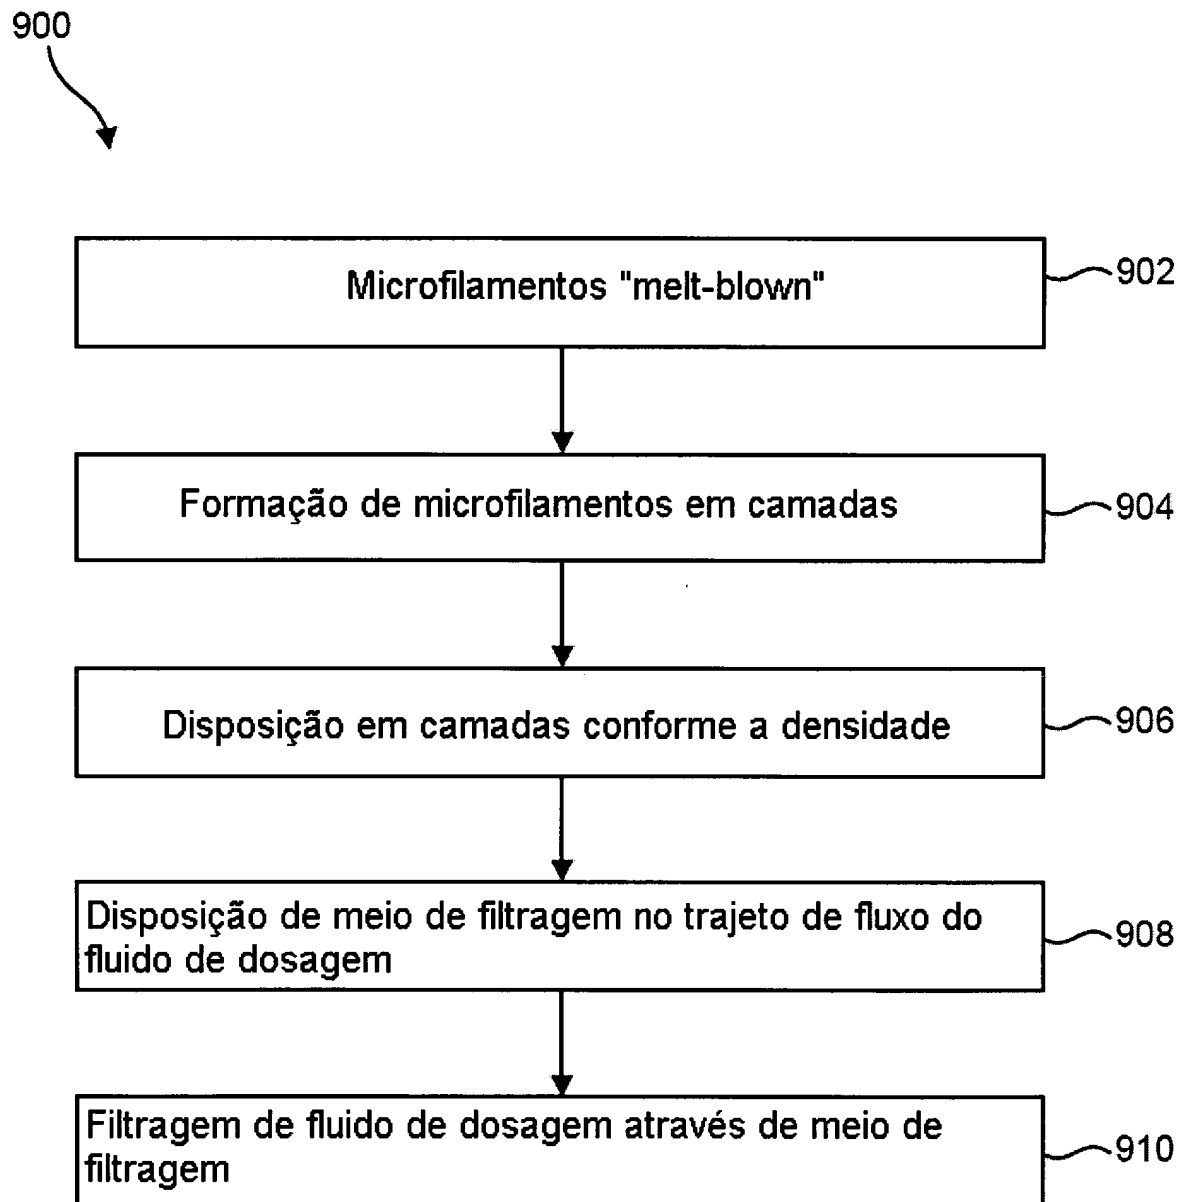 900
Microfilamentos "melt-blown"
902
Formação de microfilamentos em camadas
904
Disposição em camadas conforme a densidade
906
Disposição de meio de filtragem no trajeto de fluxo do
fluido de dosagem
908
Filtragem de fluido de dosagem através de meio de
filtragem
910